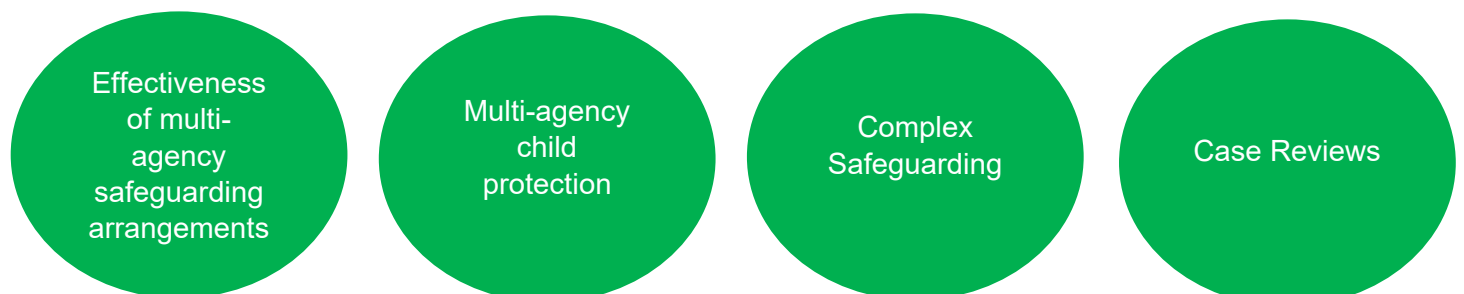 Effectiveness
of multi-
agency
safeguarding
arrangements
Multi-agency
child
protection
Complex
Safeguarding
Case Reviews